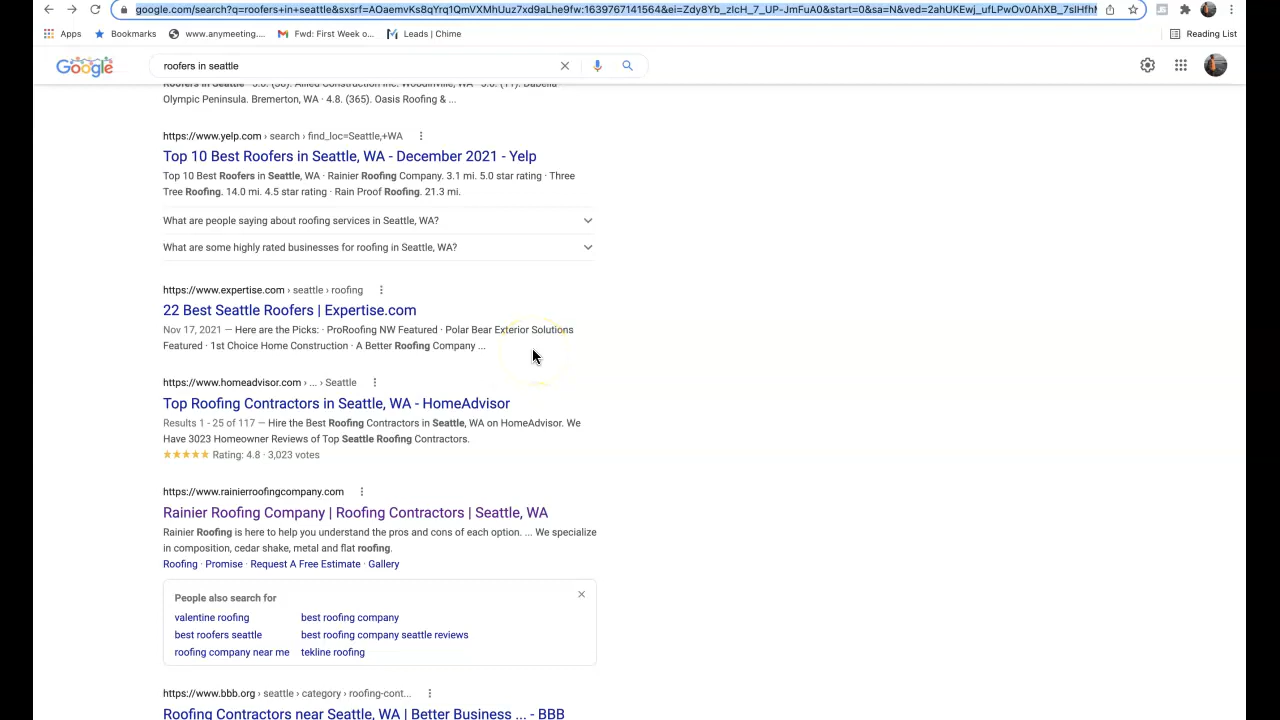 google.com/search?q=roofers+in+seattle&sxsrf=AOaemvKs8qYrq1QmVXMhUuz7xd9aLhe9fw:1639767141564&ei=Zdy8Yb_zIcH_7_UP-JmFuA0&start=0&sa=N&ved=2ahUKEwj_ufLPwOv0AhXB_7sIHfhM
Apps Bookmarks www.anymeeting.... Fwd: First Week o... Leads | Chime Reading List
Google roofers in seattle
Olympic Peninsula. Bremerton, WA · 4.8. (365). Oasis Roofing & ...
https://www.yelp.com › search › find_loc=Seattle,+WA
Top 10 Best Roofers in Seattle, WA - December 2021 - Yelp
Top 10 Best Roofers in Seattle, WA · Rainier Roofing Company. 3.1 mi. 5.0 star rating · Three
Tree Roofing. 14.0 mi. 4.5 star rating · Rain Proof Roofing. 21.3 mi.
What are people saying about roofing services in Seattle, WA?
What are some highly rated businesses for roofing in Seattle, WA?
https://www.expertise.com › seattle › roofing
22 Best Seattle Roofers | Expertise.com
Nov 17, 2021 — Here are the Picks: · ProRoofing NW Featured · Polar Bear Exterior Solutions
Featured · 1st Choice Home Construction · A Better Roofing Company ...
https://www.homeadvisor.com › ... › Seattle
Top Roofing Contractors in Seattle, WA - HomeAdvisor
Results 1 - 25 of 117 — Hire the Best Roofing Contractors in Seattle, WA on HomeAdvisor. We
Have 3023 Homeowner Reviews of Top Seattle Roofing Contractors.
Rating: 4.8 · 3,023 votes
https://www.rainierroofingcompany.com
Rainier Roofing Company | Roofing Contractors | Seattle, WA
Rainier Roofing is here to help you understand the pros and cons of each option. ... We specialize
in composition, cedar shake, metal and flat roofing.
Roofing · Promise · Request A Free Estimate · Gallery
People also search for
valentine roofing best roofing company
best roofers seattle best roofing company seattle reviews
roofing company near me tekline roofing
https://www.bbb.org › seattle › category › roofing-cont...
Roofing Contractors near Seattle, WA | Better Business ... - BBB